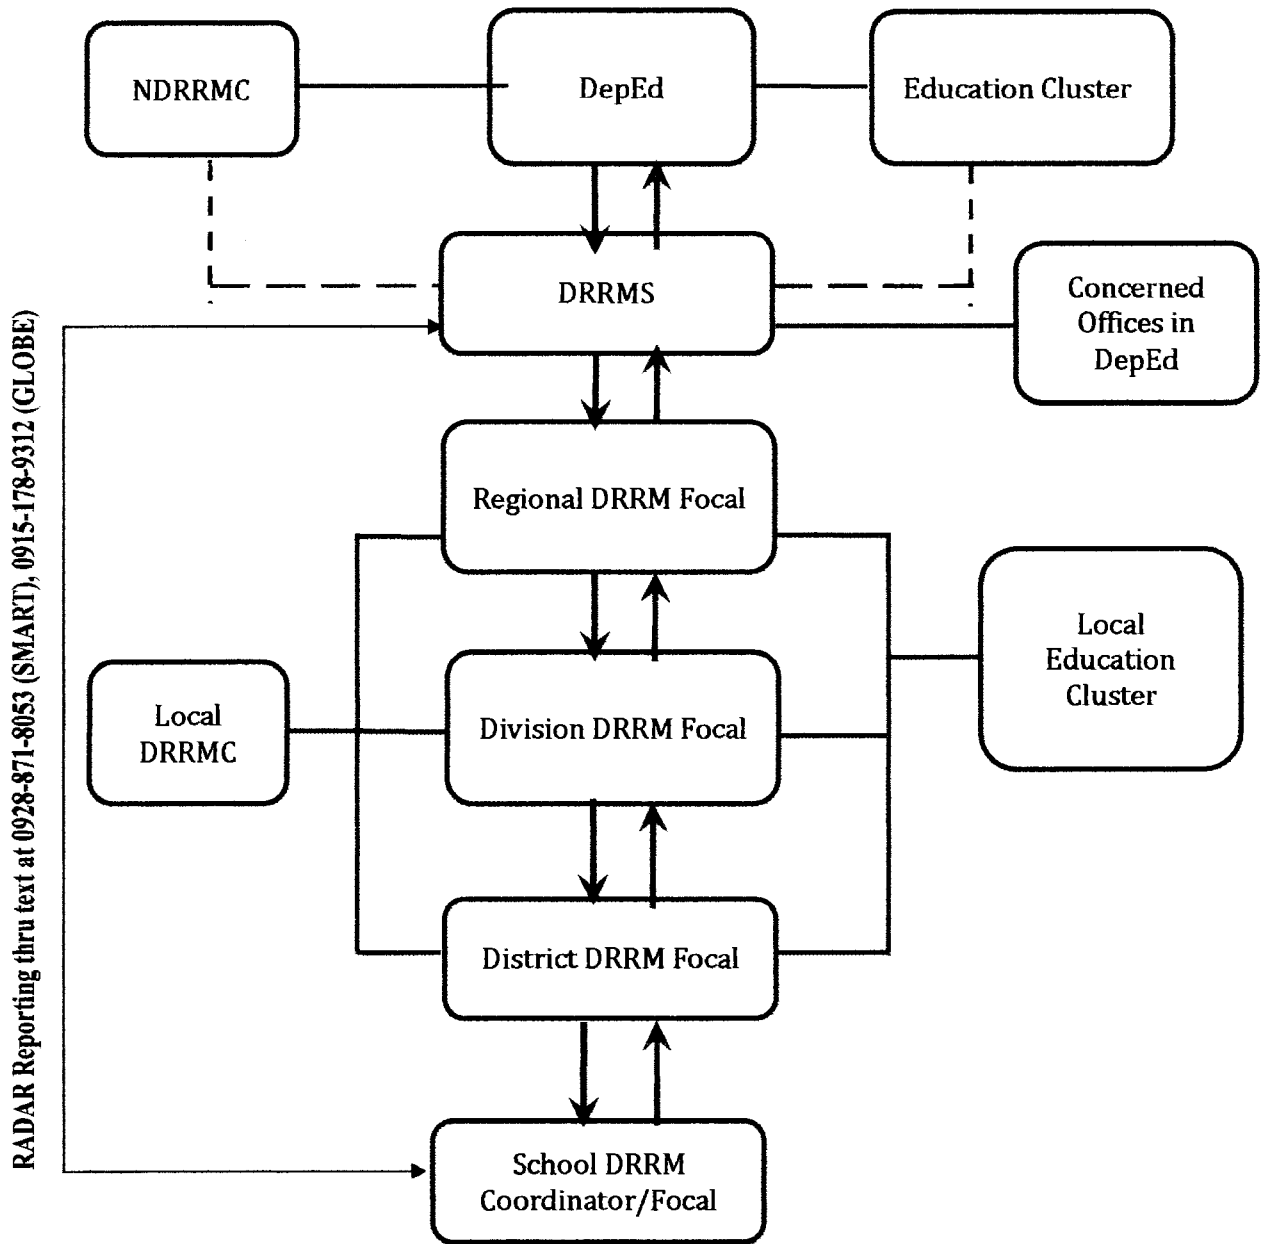 NDRRMC
DepEd
Education Cluster
DRRMS
Concerned
Offices in
DepEd
RADAR Reporting thru text at 0928-871-8053 (SMART), 0915-178-9312 (GLOBE)
Regional DRRM Focal
Local
Education
Cluster
Local
DRRMC
Division DRRM Focal
District DRRM Focal
School DRRM
Coordinator/Focal